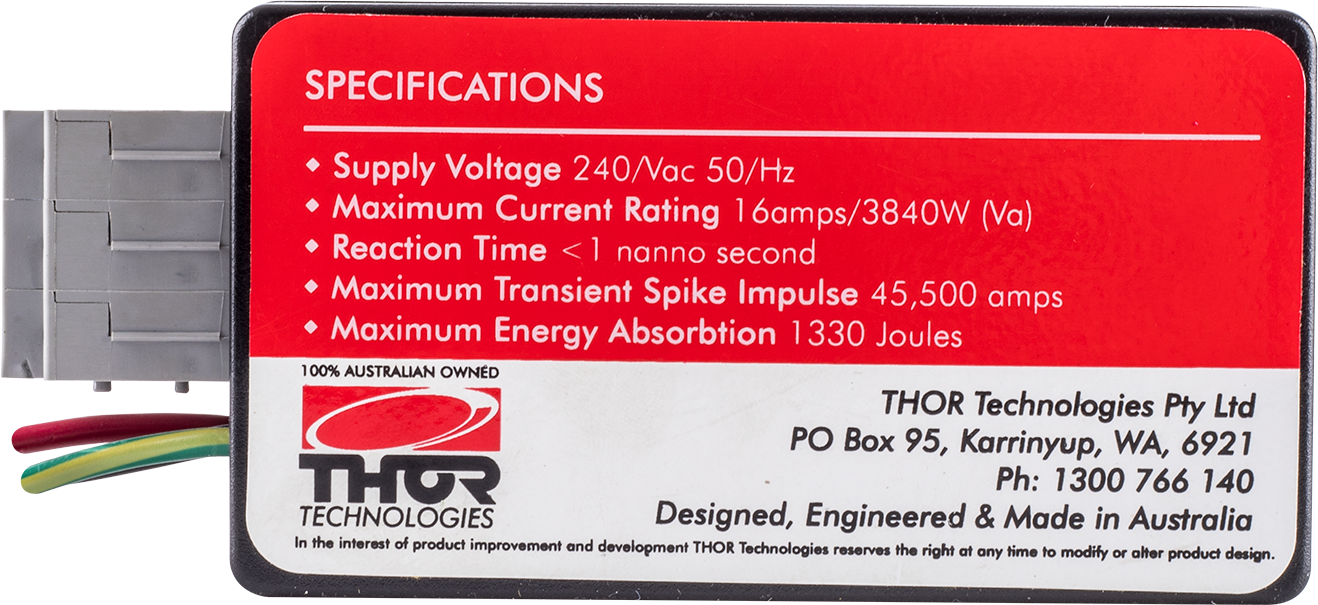 SPECIFICATIONS
◆ Supply Voltage 240/Vac 50/Hz
◆ Maximum Current Rating 16amps/3840W (Va)
◆ Reaction Time <1 nanno second
◆ Maximum Transient Spike Impulse 45,500 amps
◆ Maximum Energy Absorbtion 1330 Joules
100% AUSTRALIAN OWNED
THOR
TECHNOLOGIES
THOR Technologies Pty Ltd
PO Box 95, Karrinyup, WA, 6921
Ph: 1300 766 140
Designed, Engineered & Made in Australia
In the interest of product improvement and development THOR Technologies reserves the right at any time to modify or alter product design.